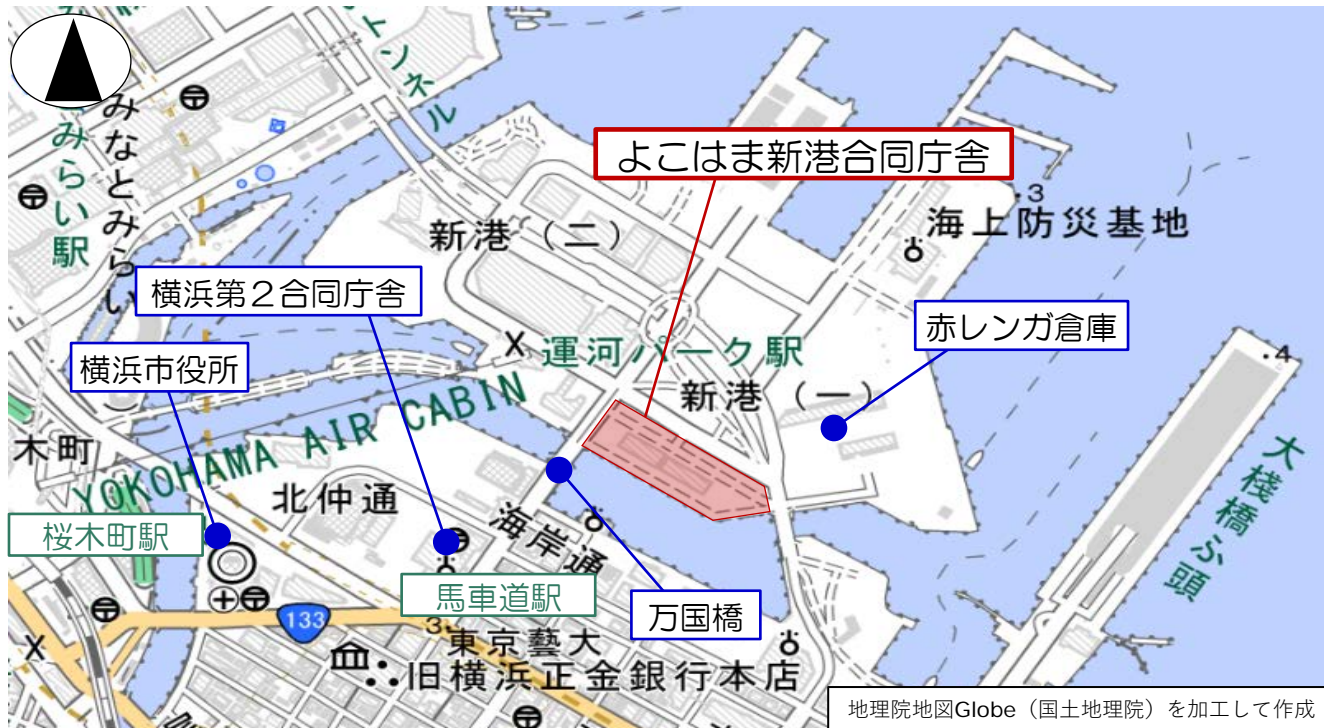 トンネル
みなとみらい
みらい駅
よこはま新港合同庁舎
.3
海上防災基地
新港（二）
横浜第２合同庁舎
赤レンガ倉庫
運河パーク駅
横浜市役所
新港（一）
.4
YOKOHAMA AIR CABIN
木町
大棧橋ふ頭
北仲通
海岸通
桜木町駅
馬車道駅
万国橋
133
3.
東京藝大
旧横浜正金銀行本店
地理院地図Globe（国土地理院）を加工して作成